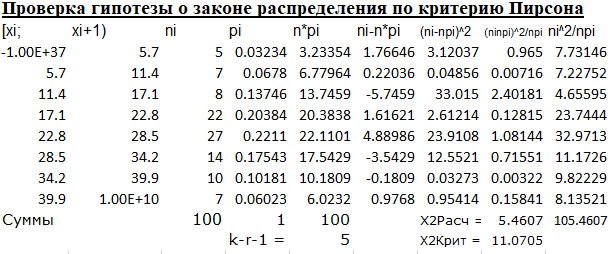 Проверка гипотезы о законе распределения по критерию Пирсона
[xi; xi+1) ni pi n*pi ni-n*pi (ni-npi)^2 (ninpi)^2/npi ni^2/npi
-1.00E+37 5.7 5 0.03234 3.23354 1.76646 3.12037 0.965 7.73146
5.7 11.4 7 0.0678 6.77964 0.22036 0.04856 0.00716 7.22752
11.4 17.1 8 0.13746 13.7459 -5.7459 33.015 2.40181 4.65595
17.1 22.8 22 0.20384 20.3838 1.61621 2.61214 0.12815 23.7444
22.8 28.5 27 0.2211 22.1101 4.88986 23.9108 1.08144 32.9713
28.5 34.2 14 0.17543 17.5429 -3.5429 12.5521 0.71551 11.1726
34.2 39.9 10 0.10181 10.1809 -0.1809 0.03273 0.00322 9.82229
39.9 1.00E+10 7 0.06023 6.0232 0.9768 0.95414 0.15841 8.13521
Суммы 100 1 100 X2Расч = 5.4607 105.4607
k-r-1 = 5 X2Крит = 11.0705